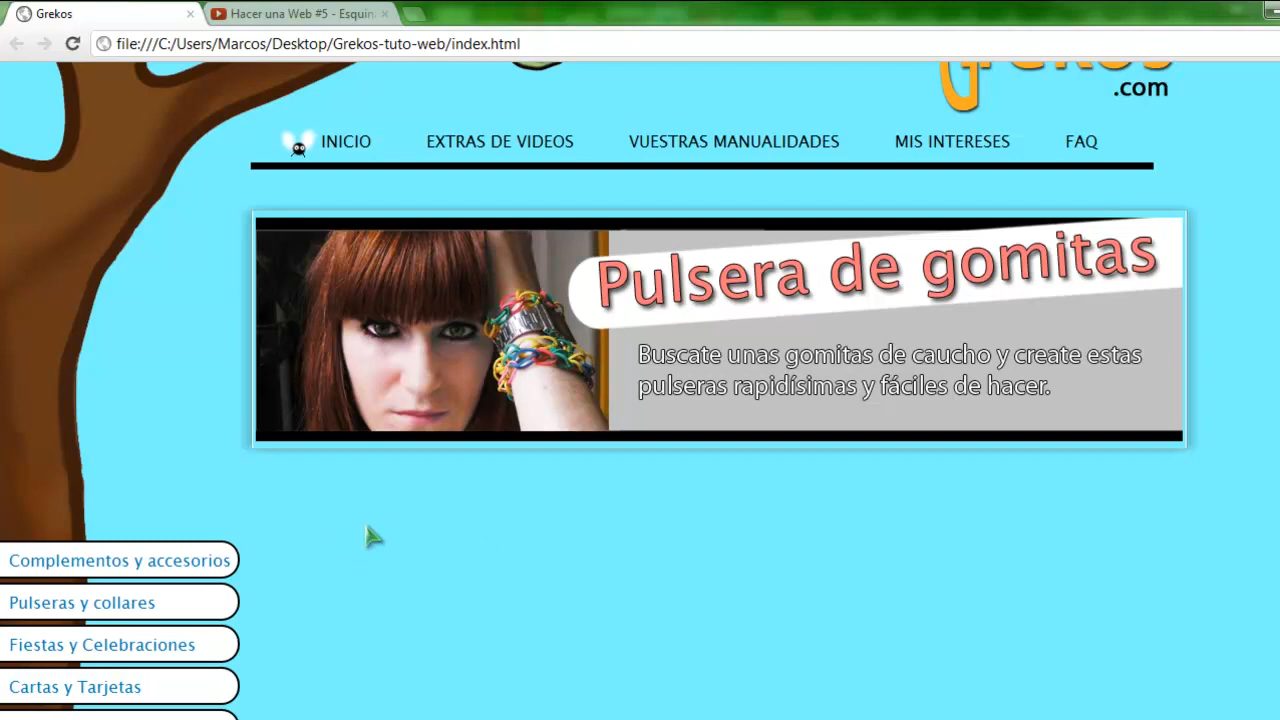 Grekos
Hacer una Web #5 - Esquin
file:///C:/Users/Marcos/Desktop/Grekos-tuto-web/index.html
Grekos
.com
INICIO
EXTRAS DE VIDEOS
VUESTRAS MANUALIDADES
MIS INTERESES
FAQ
Pulsera de gomitas
Buscate unas gomitas de caucho y create estas
pulseras rapidísimas y fáciles de hacer.
Complementos y accesorios
Pulseras y collares
Fiestas y Celebraciones
Cartas y Tarjetas